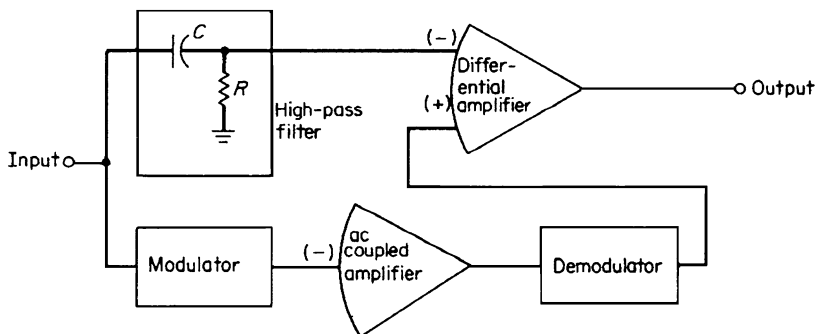 C
R
High-pass
filter
(-)
Differ-
ential
amplifier
(+)
Output
Input
Modulator
(-)
ac
coupled
amplifier
Demodulator